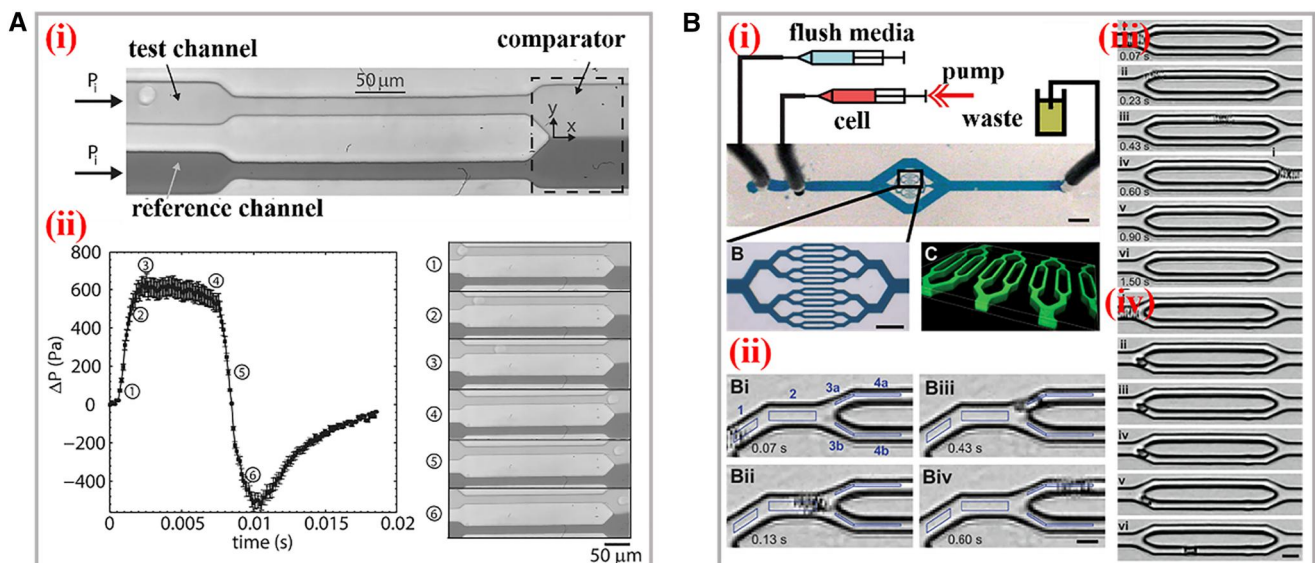 A
(i)
test channel
comparator
50 μm
Pi
y
x
Pi
reference channel
(ii)
800
600
400
200
0
−200
−400
ΔP (Pa)
0
0.005
0.01
0.015
0.02
time (s)
①
②
③
④
⑤
⑥
①
②
③
④
⑤
⑥
50 μm
B
(i)
flush media
pump
cell
waste
B
C
(ii)
Bi
1
2
3a
4a
3b
4b
0.07 s
Biii
0.43 s
Bii
0.13 s
Biv
0.60 s
(iii)
0.07 s
ii
0.23 s
iii
0.43 s
i
iv
0.60 s
v
0.90 s
vi
1.50 s
(iv)
ii
iii
iv
v
vi